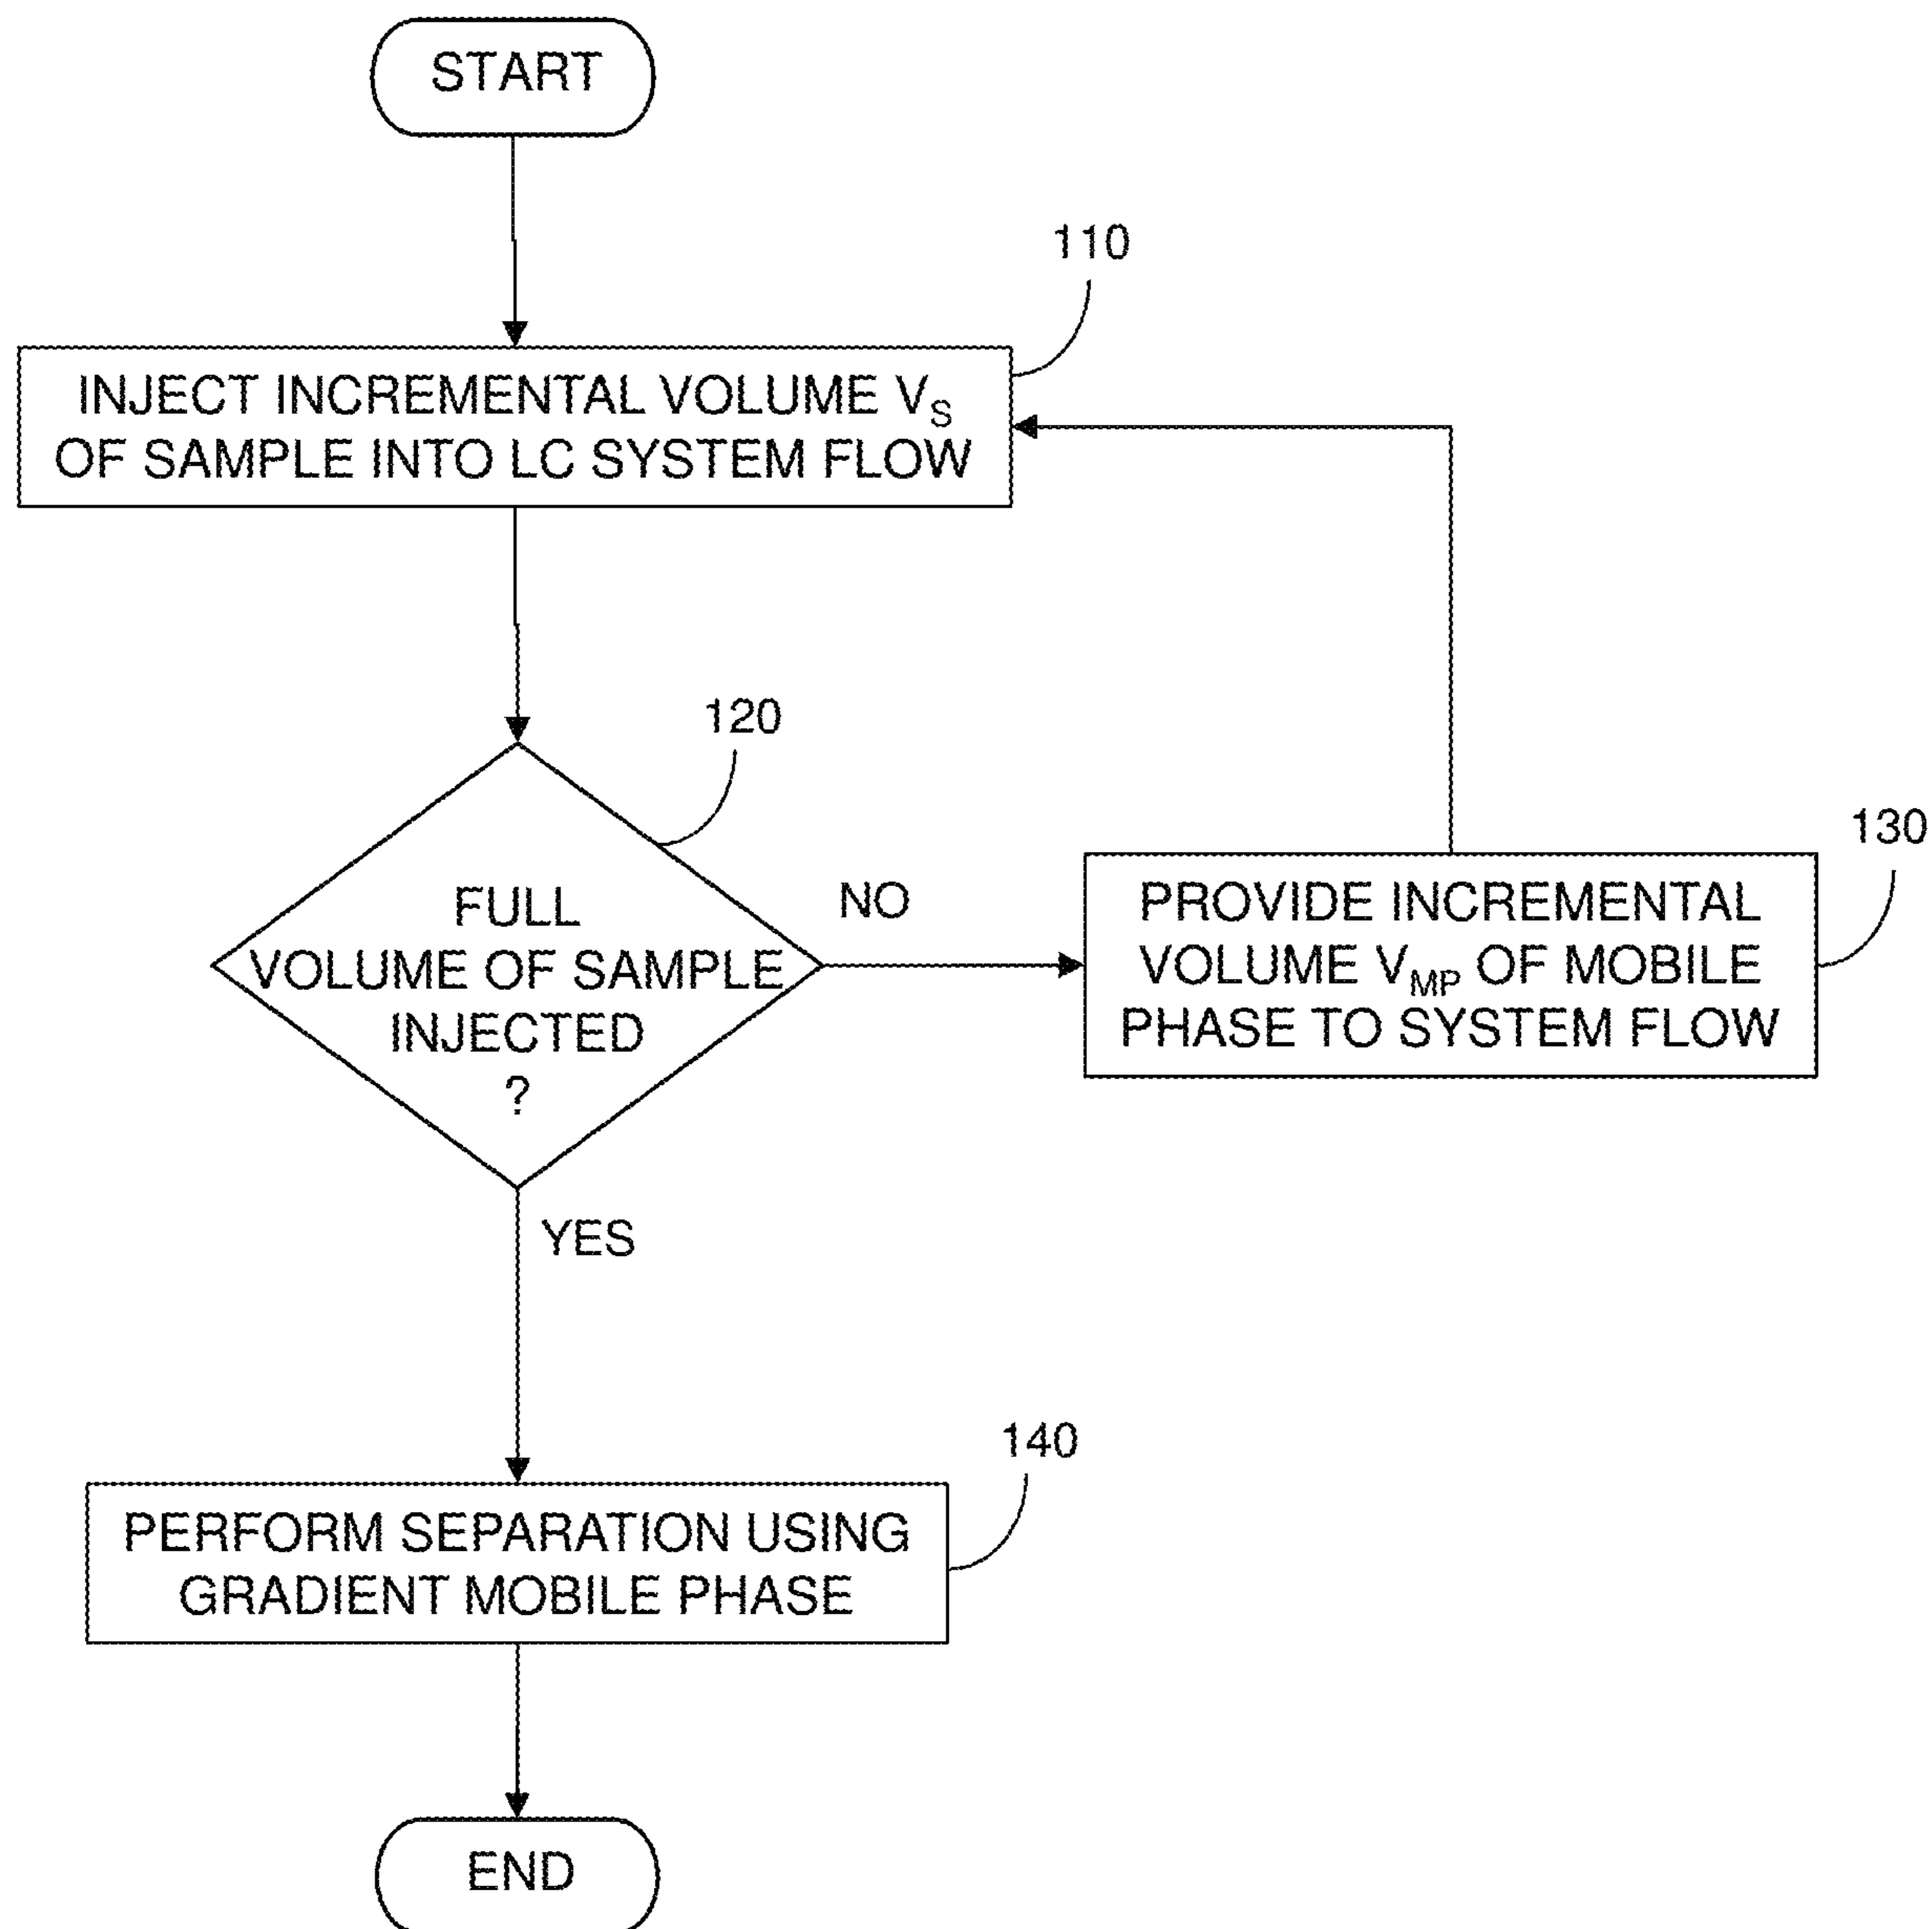 START
110
INJECT INCREMENTAL VOLUME VS
OF SAMPLE INTO LC SYSTEM FLOW
120
FULL
VOLUME OF SAMPLE
INJECTED
?
NO
130
PROVIDE INCREMENTAL
VOLUME VMP OF MOBILE
PHASE TO SYSTEM FLOW
YES
140
PERFORM SEPARATION USING
GRADIENT MOBILE PHASE
END